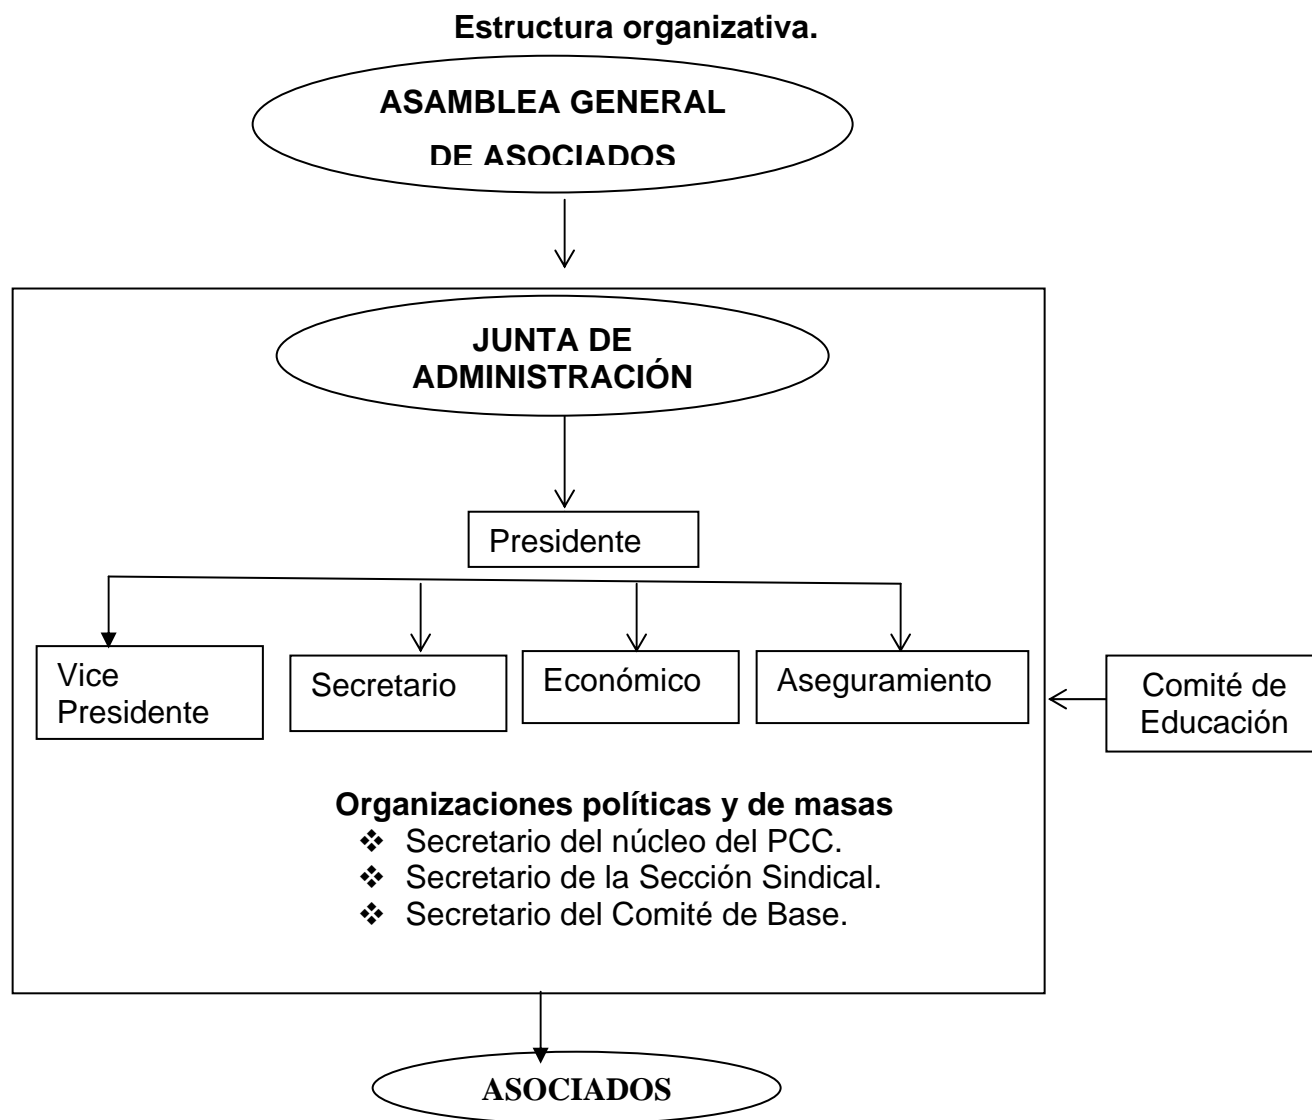 Estructura organizativa.
ASAMBLEA GENERAL
DE ASOCIADOS
JUNTA DE
ADMINISTRACIÓN
Presidente
Vice
Presidente
Secretario
Económico
Aseguramiento
Comité de
Educación
Organizaciones políticas y de masas
❖ Secretario del núcleo del PCC.
❖ Secretario de la Sección Sindical.
❖ Secretario del Comité de Base.
ASOCIADOS